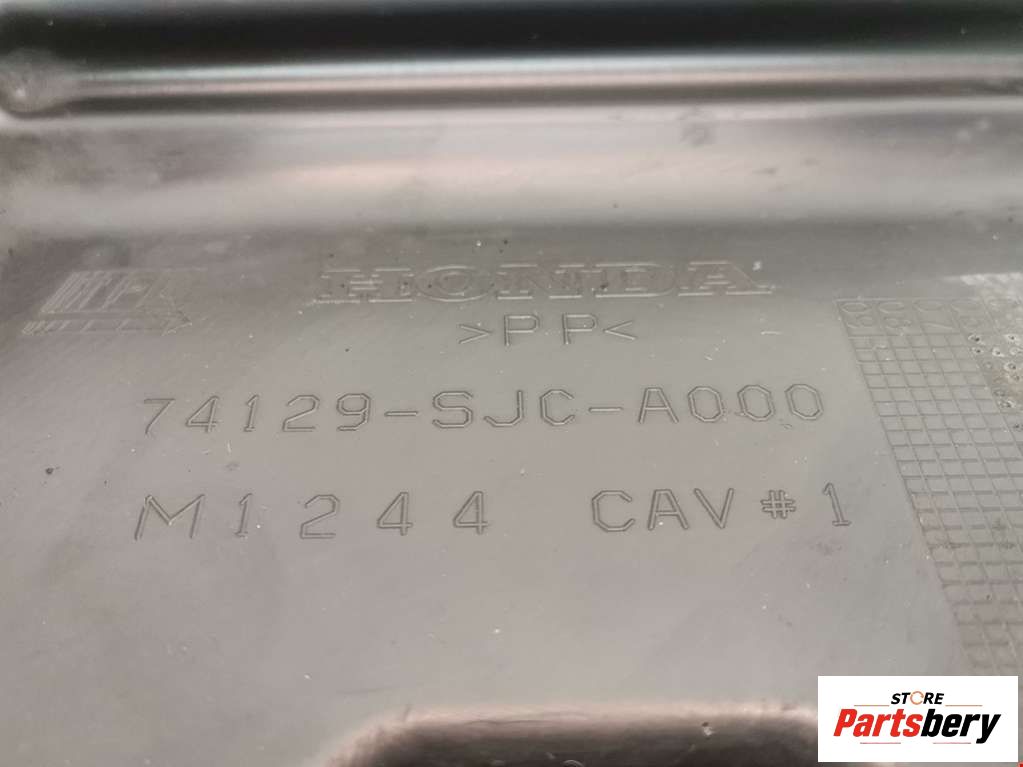 HONDA
>PP<
74129-SJC-A000
M1244 CAV#1
STORE
Partsbery